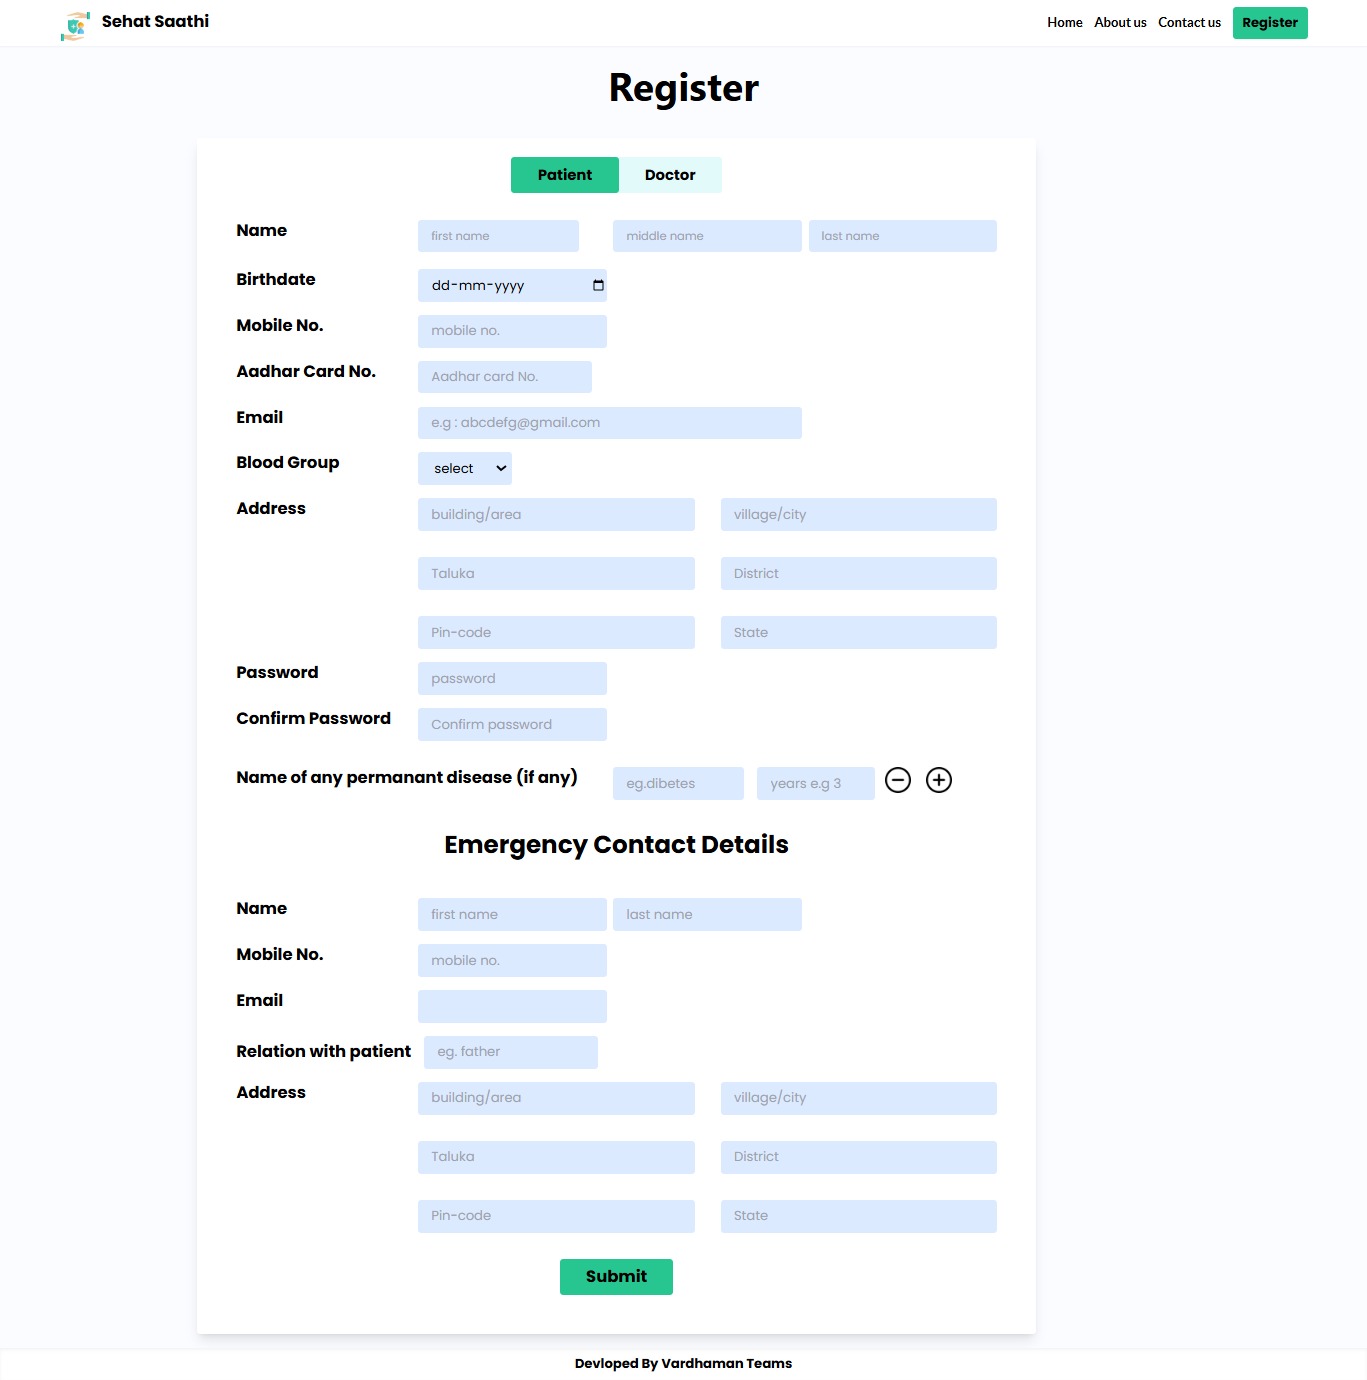 Sehat Saathi Home About us Contact us Register
Register
Patient Doctor
Name first name middle name last name
Birthdate dd-mm-yyyy
Mobile No. mobile no.
Aadhar Card No. Aadhar card No.
Email e.g : abcdefg@gmail.com
Blood Group select
Address building/area village/city
Taluka District
Pin-code State
Password password
Confirm Password Confirm password
Name of any permanant disease (if any) eg.dibetes years e.g 3
Emergency Contact Details
Name first name last name
Mobile No. mobile no.
Email
Relation with patient eg. father
Address building/area village/city
Taluka District
Pin-code State
Submit
Devloped By Vardhaman Teams